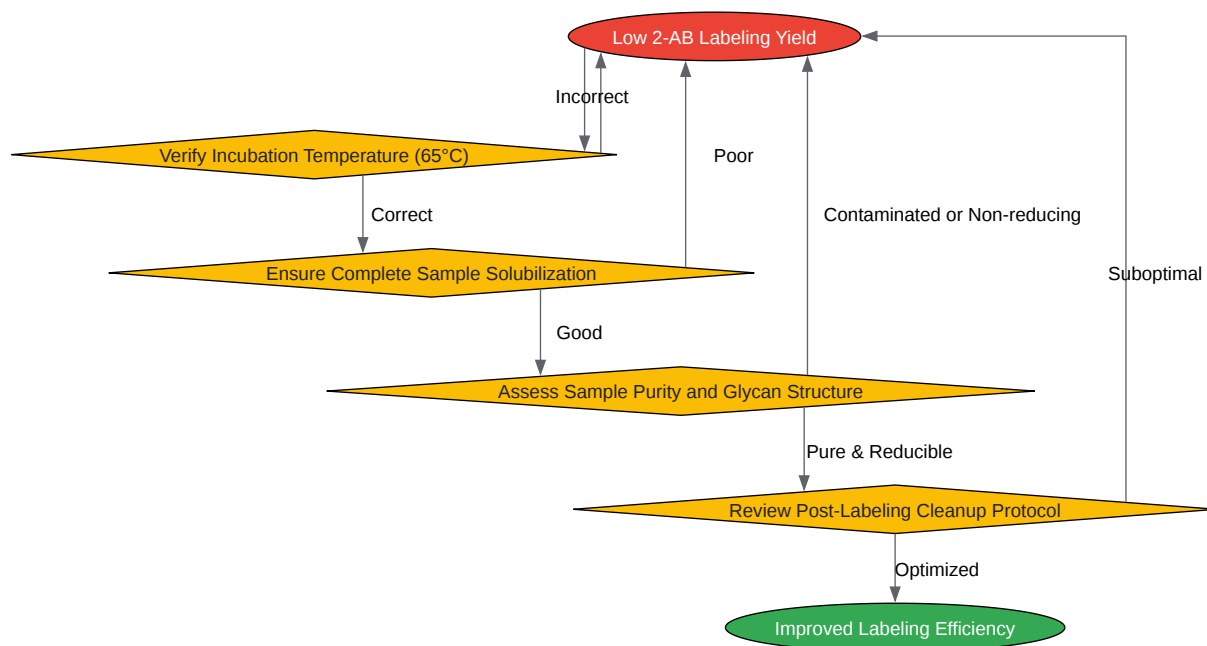 Low 2-AB Labeling Yield
Incorrect
Verify Incubation Temperature (65°C)
Poor
Correct
Contaminated or Non-reducing
Ensure Complete Sample Solubilization
Suboptimal
Good
Assess Sample Purity and Glycan Structure
Pure & Reducible
Review Post-Labeling Cleanup Protocol
Optimized
Improved Labeling Efficiency